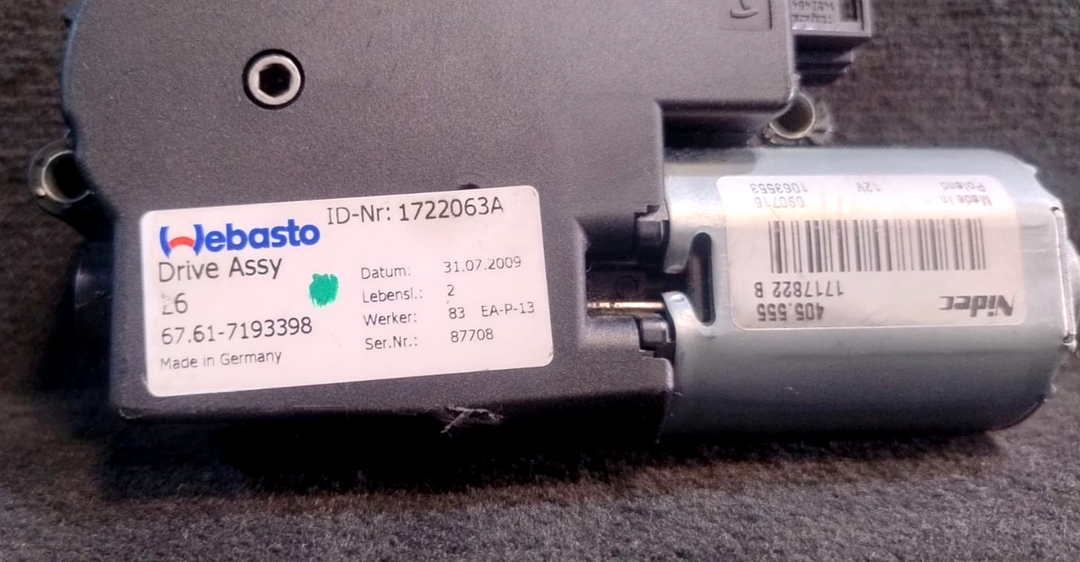 Webasto ID-Nr: 1722063A
Drive Assy
67.61-7193398
Made in Germany
Datum: 31.07.2009
Lebensl.: 2
Werker: 83 EA-P-13
Ser.Nr.: 87708
Nidec 405.555
1717822 B
Made in Poland
12V
090716
1063553